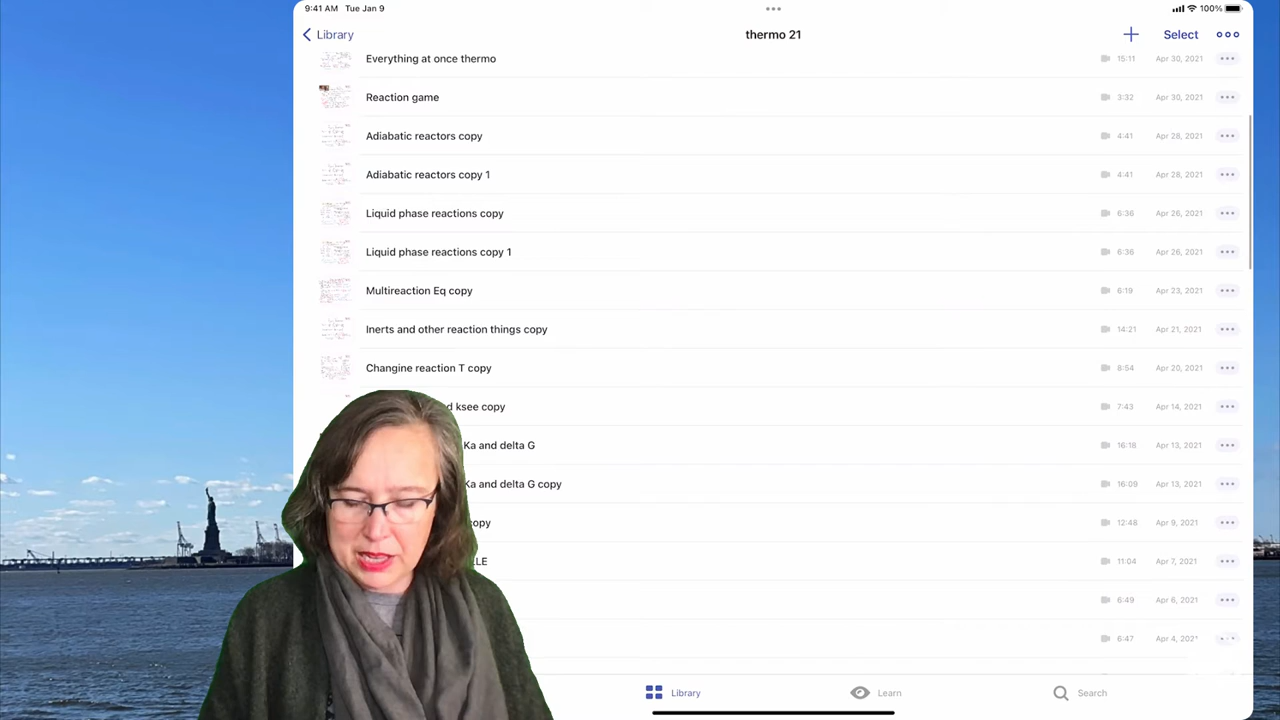 9:41 AM Tue Jan 9 100%
Library thermo 21 Select
Everything at once thermo 15:11 Apr 30, 2021
Reaction game 3:32 Apr 30, 2021
Adiabatic reactors copy 4:41 Apr 28, 2021
Adiabatic reactors copy 1 4:41 Apr 28, 2021
Liquid phase reactions copy 6:36 Apr 26, 2021
Liquid phase reactions copy 1 6:36 Apr 26, 2021
Multireaction Eq copy 6:19 Apr 23, 2021
Inerts and other reaction things copy 14:21 Apr 21, 2021
Changine reaction T copy 8:54 Apr 20, 2021
ksee copy 7:43 Apr 14, 2021
Ka and delta G 16:18 Apr 13, 2021
Ka and delta G copy 16:09 Apr 13, 2021
copy 12:48 Apr 9, 2021
LLE 11:04 Apr 7, 2021
6:49 Apr 6, 2021
6:47 Apr 4, 2021
Library Learn Search